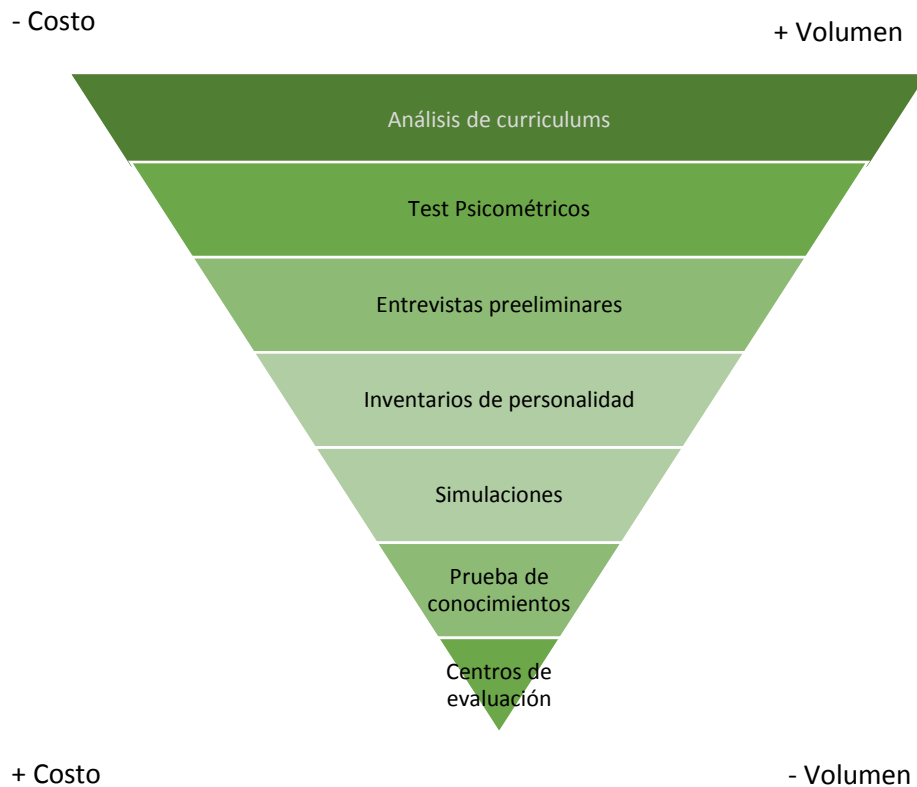 - Costo
+ Volumen
Análisis de curriculums
Test Psicométricos
Entrevistas preeliminares
Inventarios de personalidad
Simulaciones
Prueba de
conocimientos
Centros de
evaluación
+ Costo
- Volumen